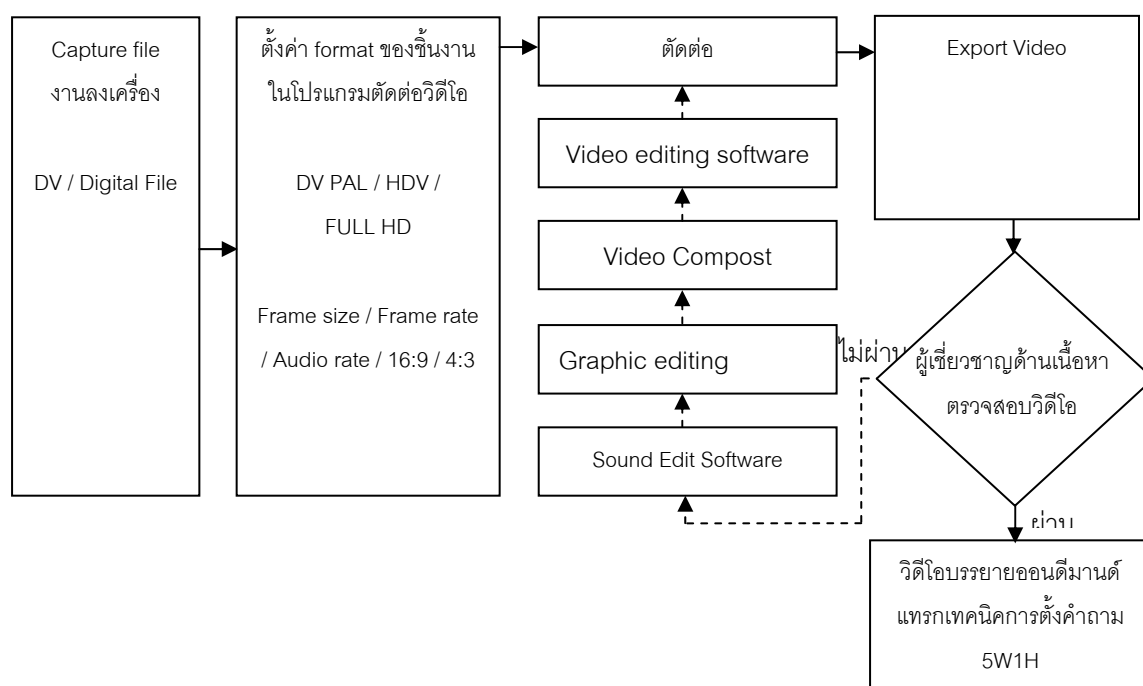 Capture file
งานลงเครื่อง
DV / Digital File
ตั้งค่า format ของชิ้นงาน
ในโปรแกรมตัดต่อวิดีโอ
DV PAL / HDV /
FULL HD
Frame size / Frame rate
/ Audio rate / 16:9 / 4:3
ตัดต่อ
Video editing software
Video Compost
Graphic editing
Sound Edit Software
Export Video
ไม่ผ่าน
ผู้เชี่ยวชาญด้านเนื้อหา
ตรวจสอบวิดีโอ
ผ่าน
วิดีโอบรรยายออนดีมานด์
แทรกเทคนิคการตั้งคำถาม
5W1H